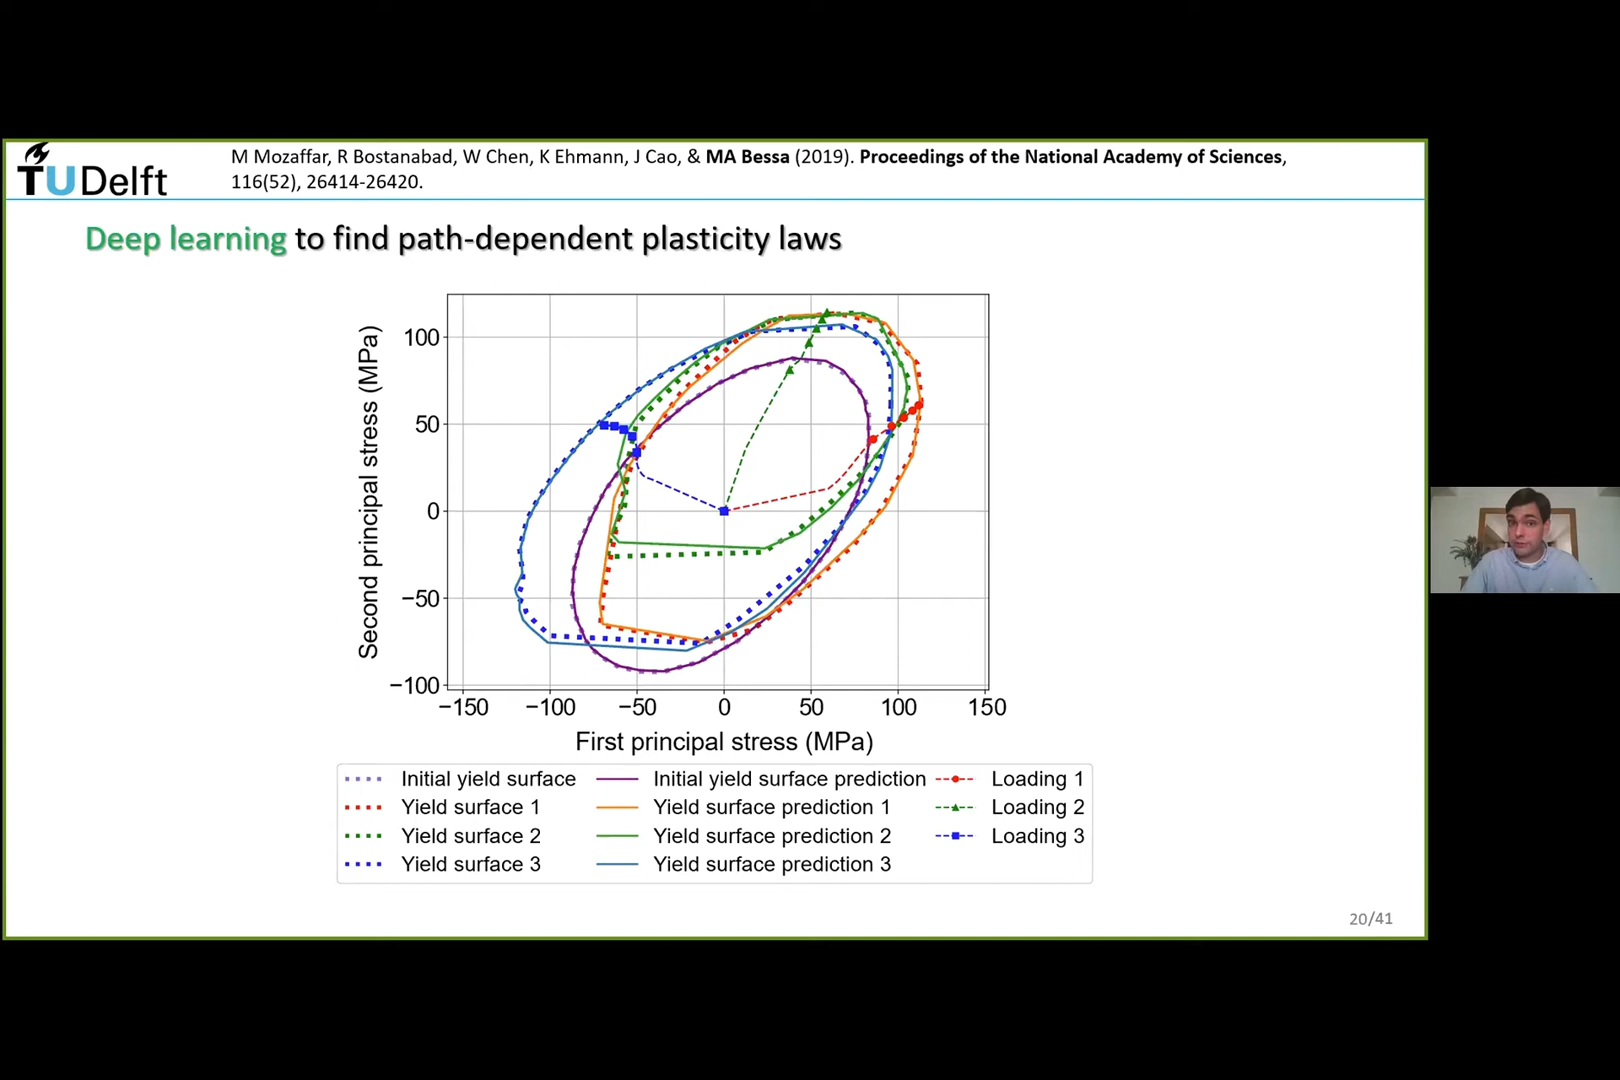 TUDelft
M Mozaffar, R Bostanabad, W Chen, K Ehmann, J Cao, & MA Bessa (2019). Proceedings of the National Academy of Sciences,
116(52), 26414-26420.
Deep learning to find path-dependent plasticity laws
Second principal stress (MPa)
100
50
0
−50
−100
−150 −100 −50 0 50 100 150
First principal stress (MPa)
Initial yield surface Initial yield surface prediction Loading 1
Yield surface 1 Yield surface prediction 1 Loading 2
Yield surface 2 Yield surface prediction 2 Loading 3
Yield surface 3 Yield surface prediction 3
20/41